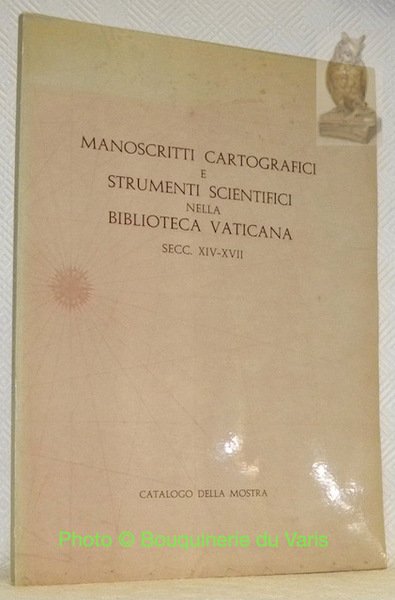 MANOSCRITTI CARTOGRAFICI
E
STRUMENTI SCIENTIFICI
NELLA
BIBLIOTECA VATICANA
SECC. XIV-XVII
CATALOGO DELLA MOSTRA
Photo © Bouquinerie du Varis